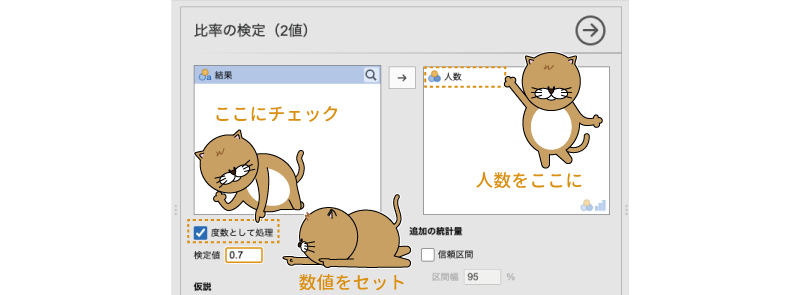 比率の検定（2値）
結果
人数
ここにチェック
人数をここに
度数として処理
追加の統計量
検定値 0.7
信頼区間
数値をセット
区間幅 95 %
仮説